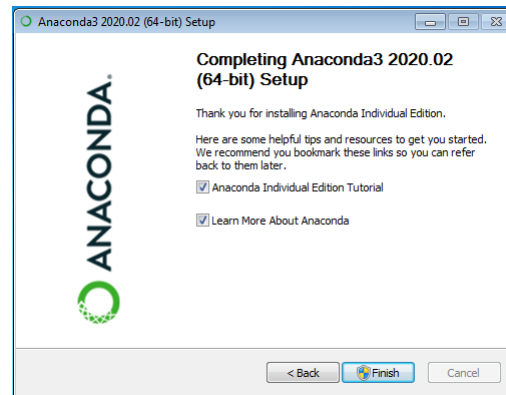 Anaconda3 2020.02 (64-bit) Setup
ANACONDA.
Completing Anaconda3 2020.02
(64-bit) Setup
Thank you for installing Anaconda Individual Edition.
Here are some helpful tips and resources to get you started.
We recommend you bookmark these links so you can refer
back to them later.
Anaconda Individual Edition Tutorial
Learn More About Anaconda
< Back
Finish
Cancel